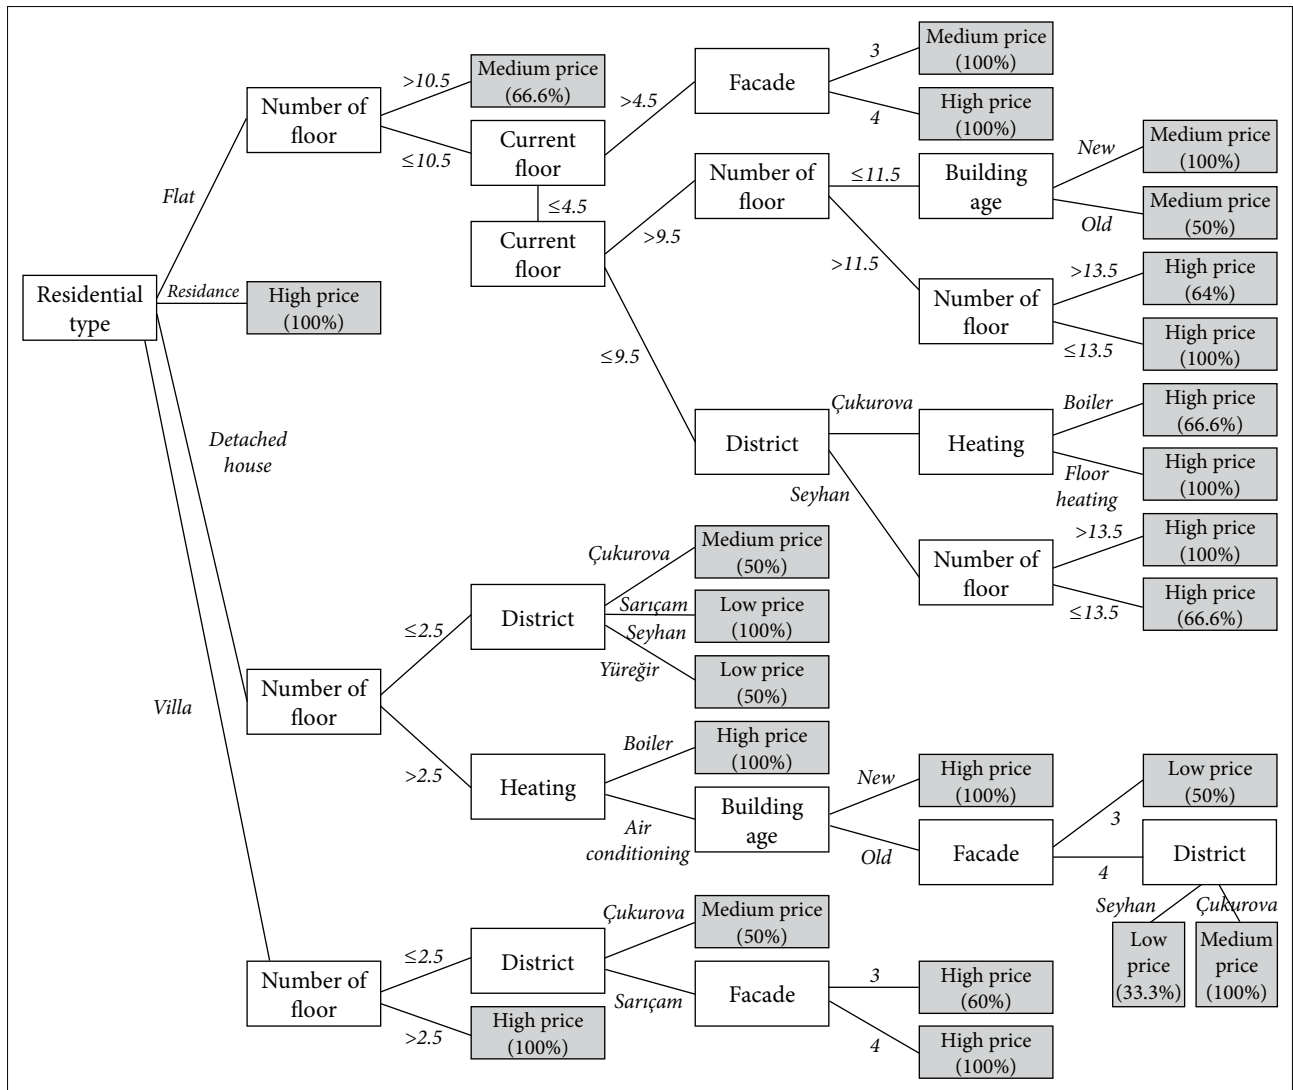 Residential
type
Flat
Residance
Detached
house
Villa
Number of
floor
>10.5
Medium price
(66.6%)
≤10.5
Current
floor
>4.5
Facade
3
Medium price
(100%)
4
High price
(100%)
≤4.5
Current
floor
>9.5
Number of
floor
≤11.5
Building
age
New
Medium price
(100%)
Old
Medium price
(50%)
>11.5
Number of
floor
>13.5
High price
(64%)
≤13.5
High price
(100%)
≤9.5
District
Çukurova
Heating
Boiler
High price
(66.6%)
Floor
heating
High price
(100%)
Seyhan
Number of
floor
>13.5
High price
(100%)
≤13.5
High price
(66.6%)
High price
(100%)
Number of
floor
≤2.5
District
Çukurova
Medium price
(50%)
Sarıçam
Seyhan
Low price
(100%)
Yüreğir
Low price
(50%)
>2.5
Heating
Boiler
High price
(100%)
Air
conditioning
Building
age
New
High price
(100%)
Old
Facade
3
Low price
(50%)
4
District
Seyhan
Low
price
(33.3%)
Çukurova
Medium
price
(100%)
Number of
floor
≤2.5
District
Çukurova
Medium price
(50%)
Sarıçam
Facade
3
High price
(60%)
4
High price
(100%)
>2.5
High price
(100%)